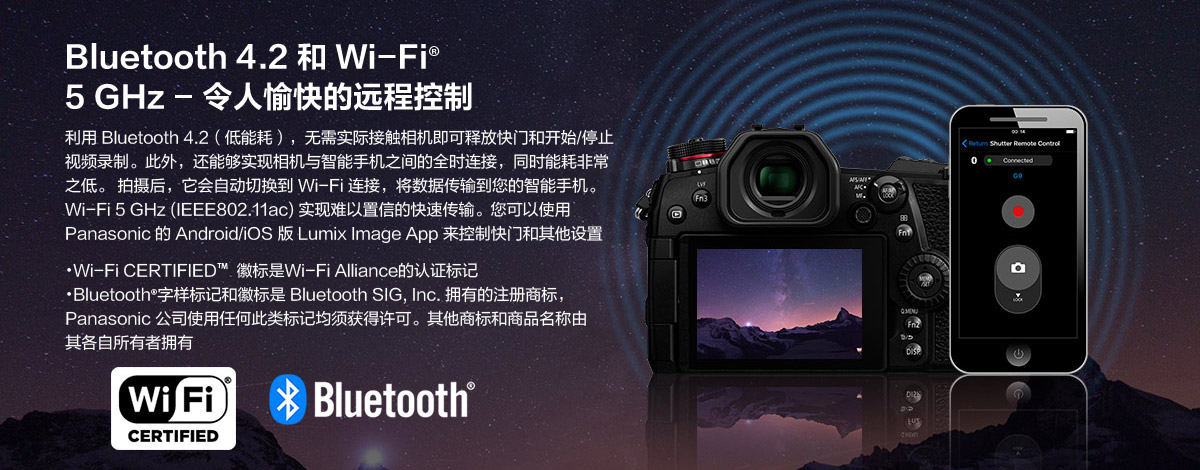 Bluetooth 4.2 和 Wi-Fi®
5 GHz – 令人愉快的远程控制
利用 Bluetooth 4.2（低能耗），无需实际接触相机即可释放快门和开始/停止
视频录制。此外，还能够实现相机与智能手机之间的全时连接，同时能耗非常
之低。 拍摄后，它会自动切换到 Wi-Fi 连接，将数据传输到您的智能手机。
Wi-Fi 5 GHz (IEEE802.11ac) 实现难以置信的快速传输。您可以使用
Panasonic 的 Android/iOS 版 Lumix Image App 来控制快门和其他设置
·Wi-Fi CERTIFIED™ 徽标是Wi-Fi Alliance的认证标记
·Bluetooth®字样标记和徽标是 Bluetooth SIG, Inc. 拥有的注册商标，
Panasonic 公司使用任何此类标记均须获得许可。其他商标和商品名称由
其各自所有者拥有
Wi Fi®
CERTIFIED
Bluetooth®
LVF
Fn3
AFS/AFF
AFC
MF
AF/AE
LOCK
Fn1
MENU
/SET
Q.MENU
Fn2
DISP.
00:14
Return Shutter Remote Control
Connected
G9
LOCK